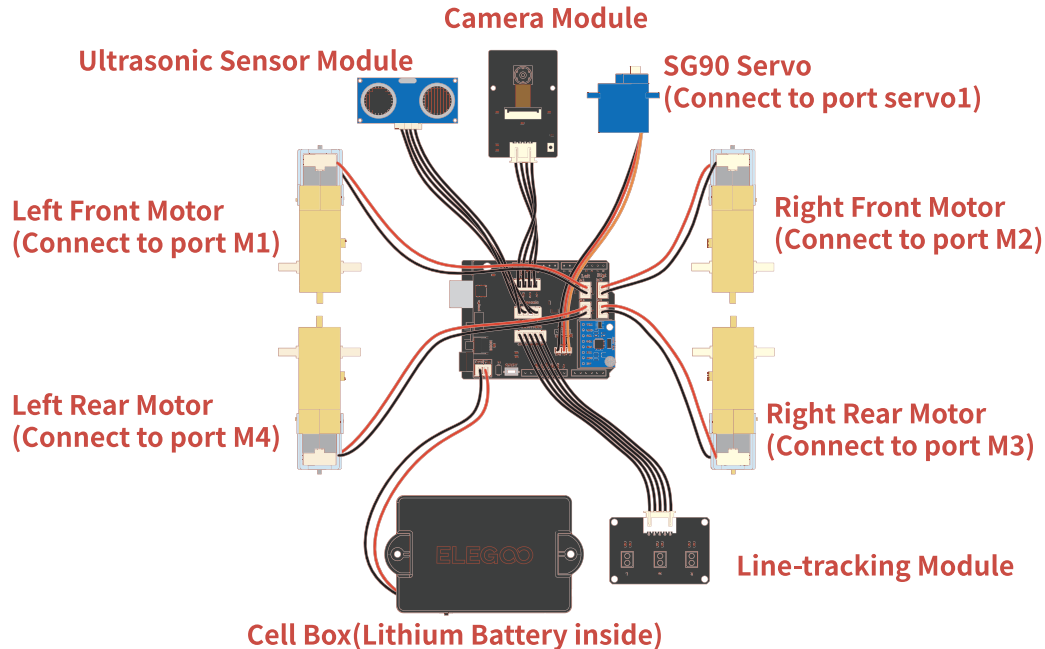 Camera Module
Ultrasonic Sensor Module
SG90 Servo
(Connect to port servo1)
Left Front Motor
(Connect to port M1)
Right Front Motor
(Connect to port M2)
Left Rear Motor
(Connect to port M4)
Right Rear Motor
(Connect to port M3)
ELEGOO
Line-tracking Module
Cell Box(Lithium Battery inside)